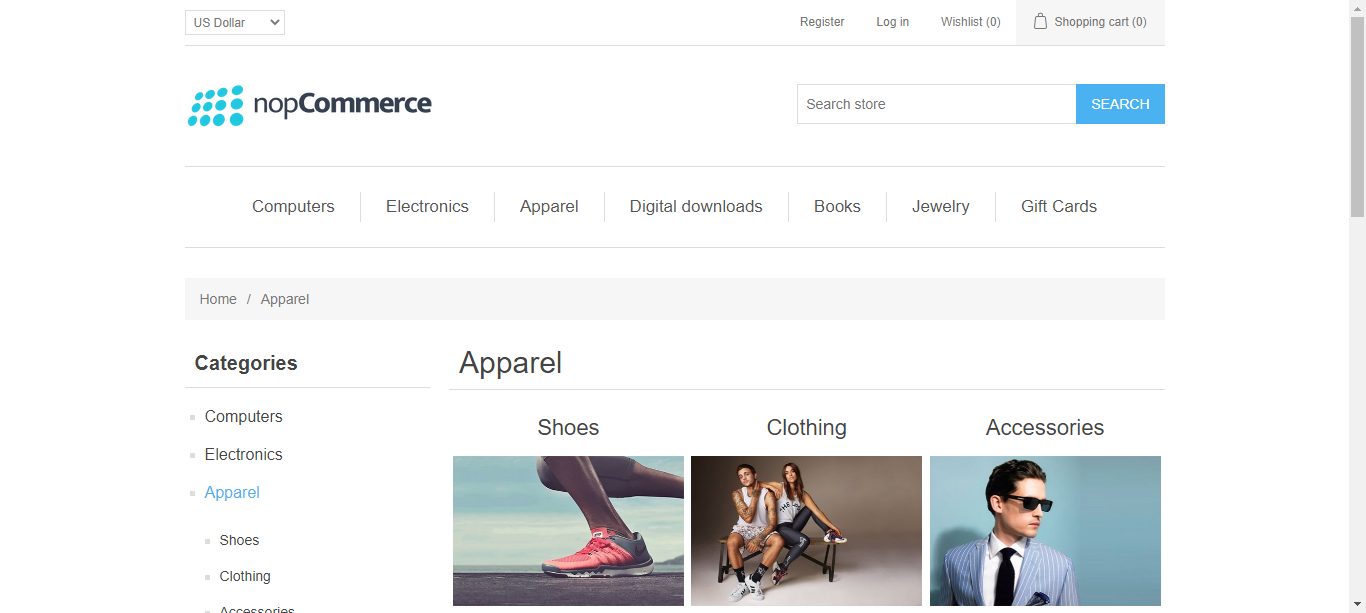 US Dollar Register Log in Wishlist (0) Shopping cart (0)
nopCommerce Search store SEARCH
Computers Electronics Apparel Digital downloads Books Jewelry Gift Cards
Home / Apparel
Categories
Computers
Electronics
Apparel
Shoes
Clothing
Accessories
Apparel
Shoes Clothing Accessories